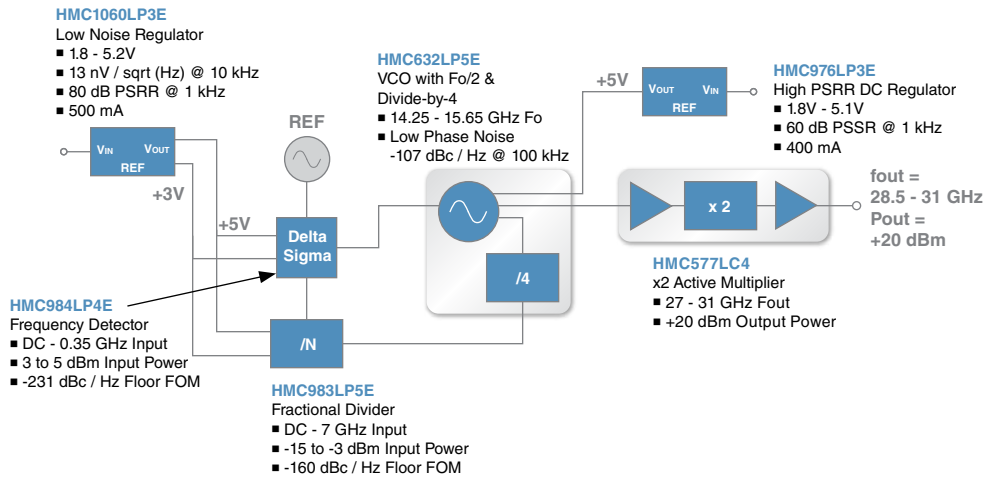 HMC1060LP3E
Low Noise Regulator
■ 1.8 - 5.2V
■ 13 nV / sqrt (Hz) @ 10 kHz
■ 80 dB PSRR @ 1 kHz
■ 500 mA
VIN VOUT
REF
+3V
+5V
REF
Delta
Sigma
/N
HMC984LP4E
Frequency Detector
■ DC - 0.35 GHz Input
■ 3 to 5 dBm Input Power
■ -231 dBc / Hz Floor FOM
HMC983LP5E
Fractional Divider
■ DC - 7 GHz Input
■ -15 to -3 dBm Input Power
■ -160 dBc / Hz Floor FOM
HMC632LP5E
VCO with Fo/2 &
Divide-by-4
■ 14.25 - 15.65 GHz Fo
■ Low Phase Noise
-107 dBc / Hz @ 100 kHz
/4
+5V
VOUT VIN
REF
HMC976LP3E
High PSRR DC Regulator
■ 1.8V - 5.1V
■ 60 dB PSSR @ 1 kHz
■ 400 mA
x 2
fout =
28.5 - 31 GHz
Pout =
+20 dBm
HMC577LC4
x2 Active Multiplier
■ 27 - 31 GHz Fout
■ +20 dBm Output Power